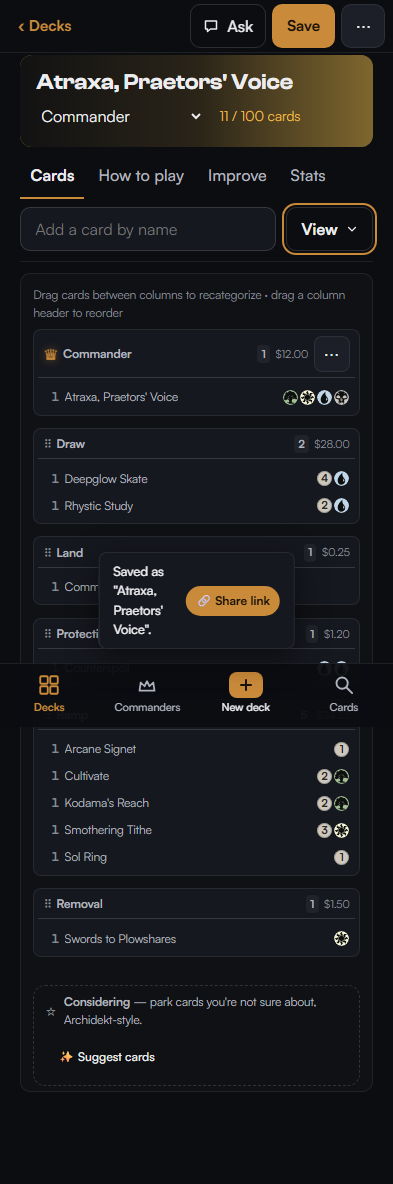 ‹ Decks
Ask
Save
...
Atraxa, Praetors' Voice
Commander
11 / 100 cards
Cards
How to play
Improve
Stats
Add a card by name
View
Drag cards between columns to recategorize · drag a column
header to reorder
Commander
1 $12.00
...
1 Atraxa, Praetors' Voice
Draw
2 $28.00
1 Deepglow Skate
4
1 Rhystic Study
2
Land
1 $0.25
1 Comm
Saved as
"Atraxa,
Praetors'
Voice".
Share link
Protecti
1 $1.20
1 Counterspell
Decks
Commanders
New deck
Cards
Ramp
5
1 Arcane Signet
1
1 Cultivate
2
1 Kodama's Reach
2
1 Smothering Tithe
3
1 Sol Ring
1
Removal
1 $1.50
1 Swords to Plowshares
Considering — park cards you're not sure about,
Archidekt-style.
Suggest cards